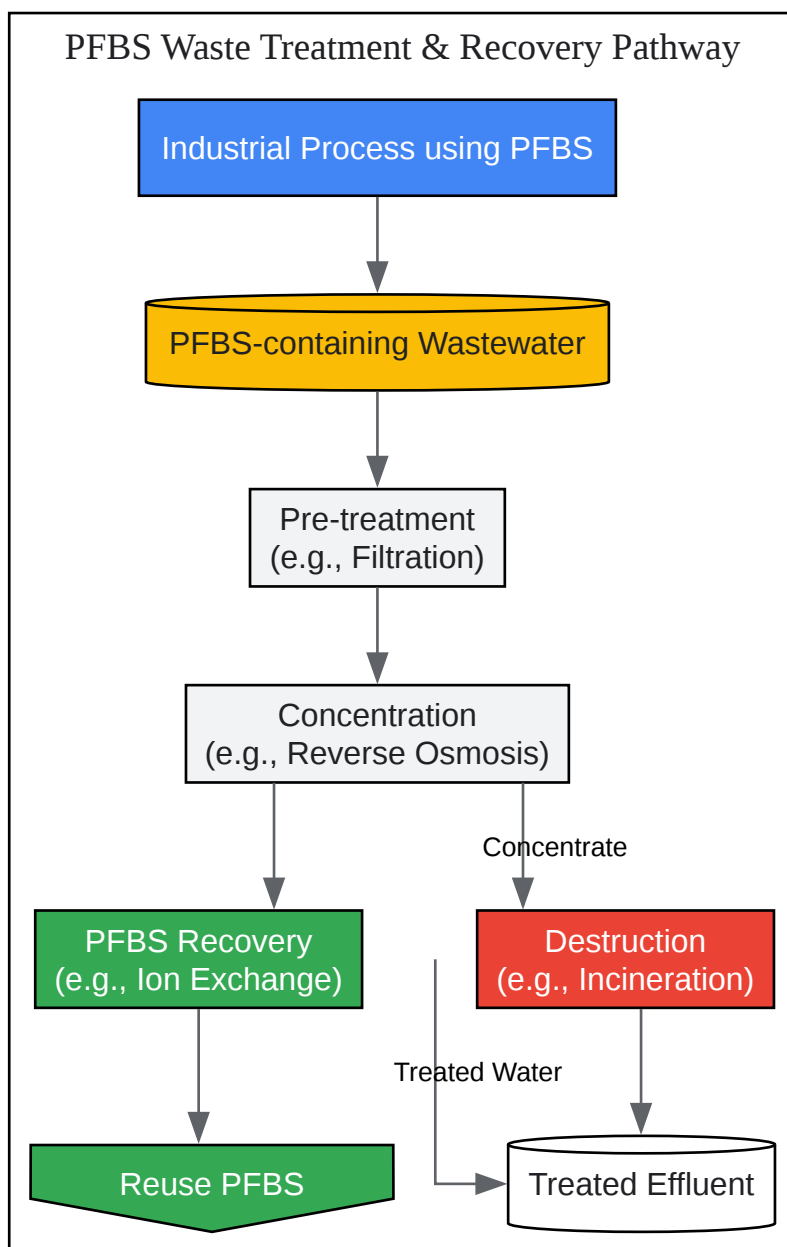 PFBS Waste Treatment & Recovery Pathway
Industrial Process using PFBS
PFBS-containing Wastewater
Pre-treatment
(e.g., Filtration)
Concentration
(e.g., Reverse Osmosis)
Concentrate
PFBS Recovery
(e.g., Ion Exchange)
Destruction
(e.g., Incineration)
Treated Water
Reuse PFBS
Treated Effluent